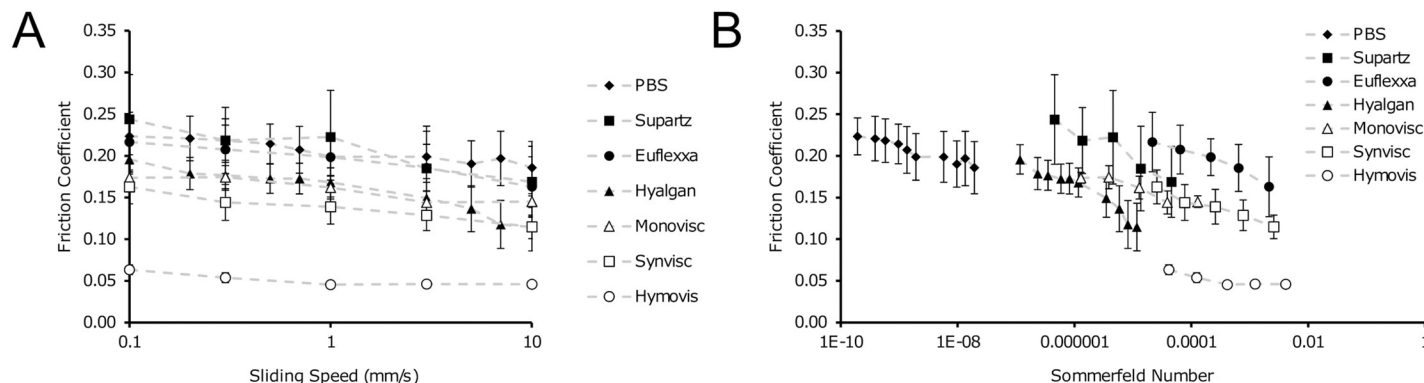 A
0.35
0.30
0.25
0.20
0.15
0.10
0.05
0.00
Friction Coefficient
0.1
1
10
Sliding Speed (mm/s)
PBS
Supartz
Euflexxa
Hyalgan
Monovisc
Synvisc
Hymovis
B
0.35
0.30
0.25
0.20
0.15
0.10
0.05
0.00
Friction Coefficient
1E-10
1E-08
0.000001
0.0001
0.01
1
Sommerfeld Number
PBS
Supartz
Euflexxa
Hyalgan
Monovisc
Synvisc
Hymovis